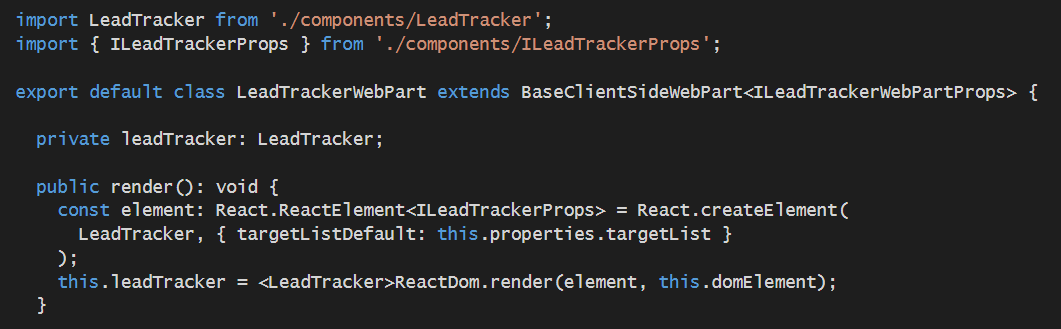 import LeadTracker from './components/LeadTracker';
import { ILeadTrackerProps } from './components/ILeadTrackerProps';
export default class LeadTrackerWebPart extends BaseClientSideWebPart<ILeadTrackerWebPartProps> {
private leadTracker: LeadTracker;
public render(): void {
const element: React.ReactElement<ILeadTrackerProps> = React.createElement(
LeadTracker, { targetListDefault: this.properties.targetList }
);
this.leadTracker = <LeadTracker>ReactDom.render(element, this.domElement);
}